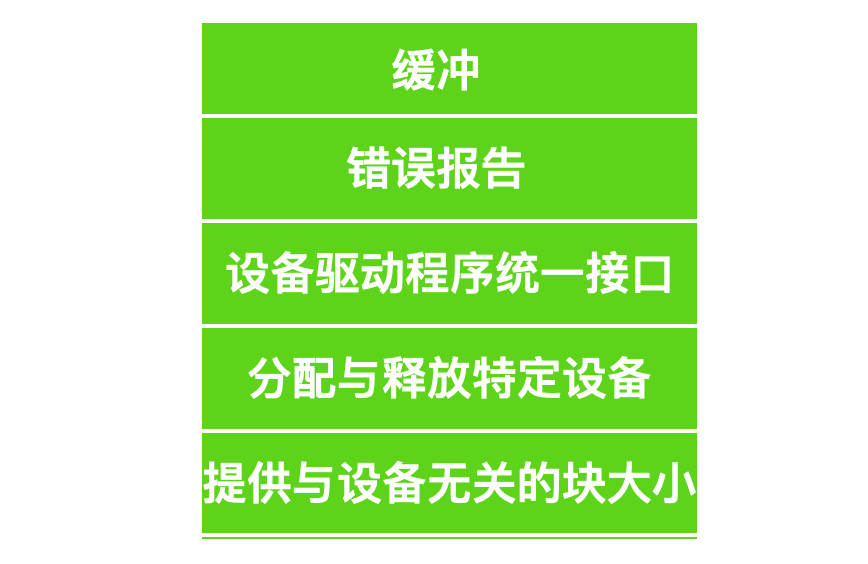 缓冲
错误报告
设备驱动程序统一接口
分配与释放特定设备
提供与设备无关的块大小